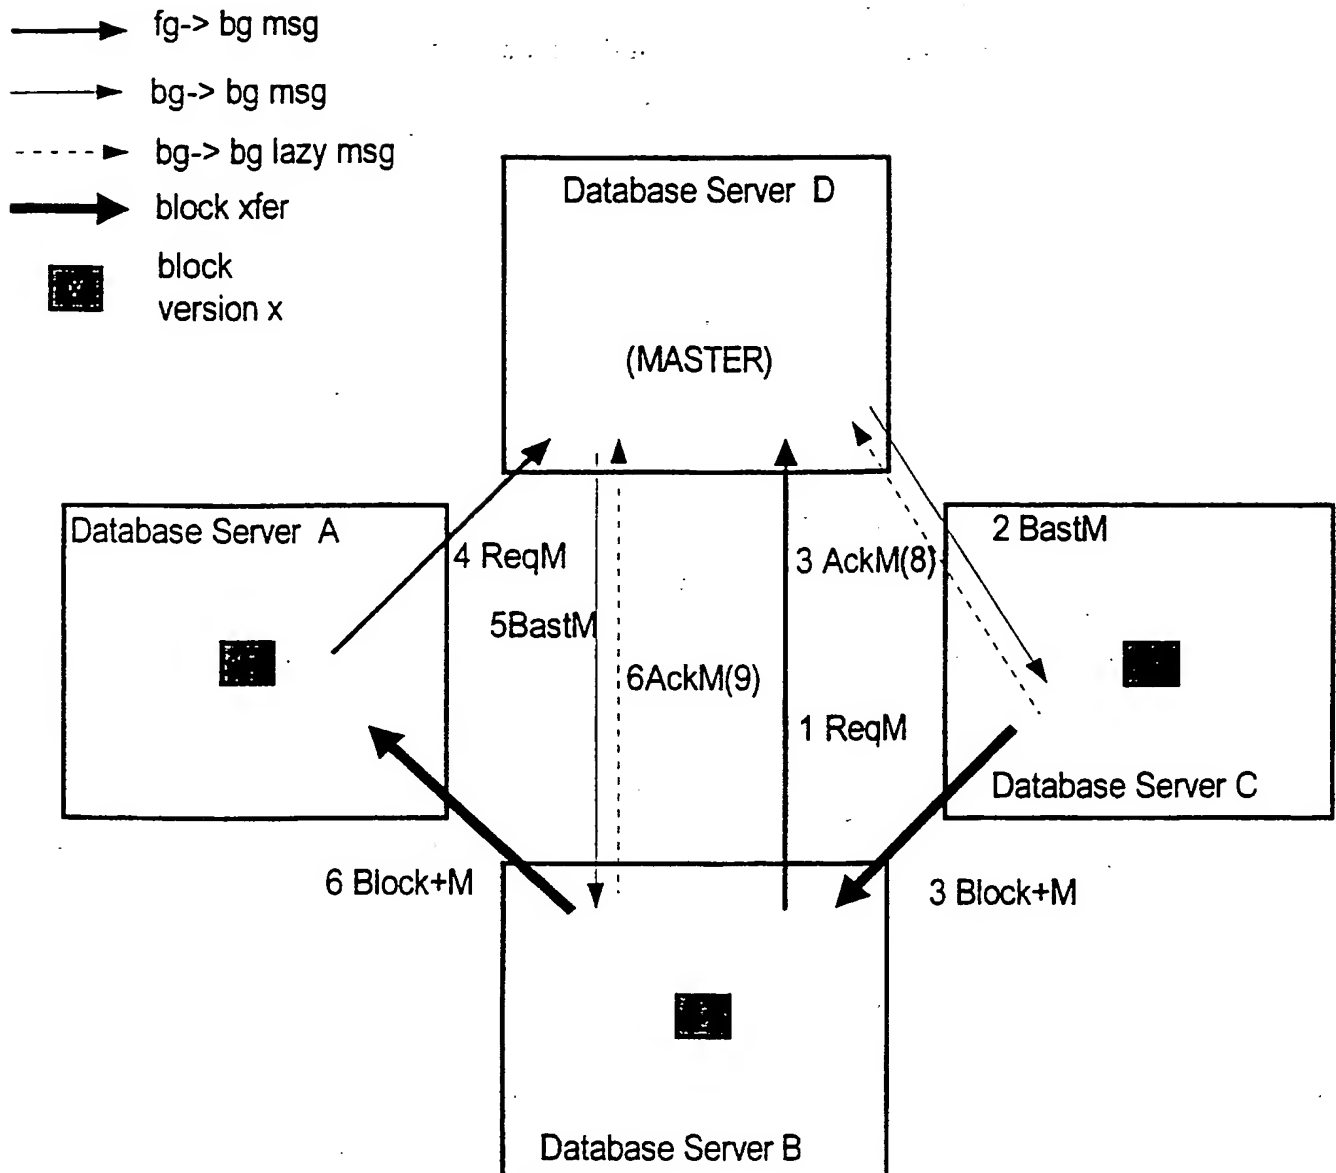 fg-> bg msg
bg-> bg msg
bg-> bg lazy msg
block xfer
block
version x
Database Server D
(MASTER)
Database Server A
4 ReqM
3 AckM(8)
2 BastM
5BastM
6AckM(9)
1 ReqM
Database Server C
6 Block+M
3 Block+M
Database Server B